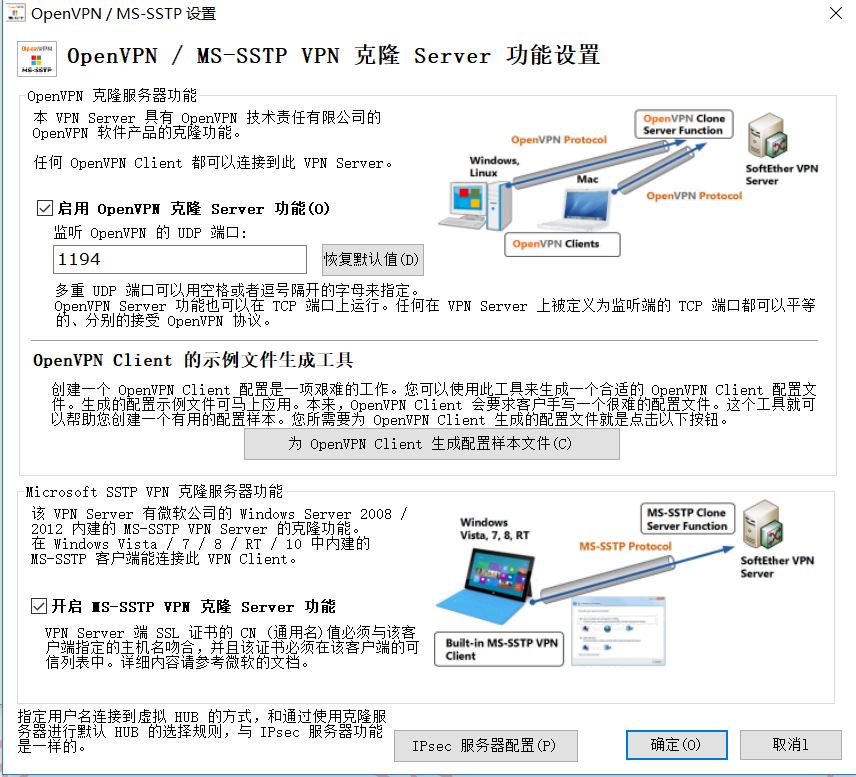 OpenVPN / MS-SSTP 设置
OpenVPN
MS-SSTP
OpenVPN / MS-SSTP VPN 克隆 Server 功能设置
OpenVPN 克隆服务器功能
本 VPN Server 具有 OpenVPN 技术责任有限公司的
OpenVPN 软件产品的克隆功能。
任何 OpenVPN Client 都可以连接到此 VPN Server。
OpenVPN Clone
Server Function
OpenVPN Protocol
Windows,
Linux
Mac
SoftEther VPN
Server
OpenVPN Protocol
OpenVPN Clients
启用 OpenVPN 克隆 Server 功能(O)
监听 OpenVPN 的 UDP 端口:
1194
恢复默认值(D)
多重 UDP 端口可以用空格或者逗号隔开的字母来指定。
OpenVPN Server 功能也可以在 TCP 端口上运行。任何在 VPN Server 上被定义为监听端的 TCP 端口都可以平等
的、分别的接受 OpenVPN 协议。
OpenVPN Client 的示例文件生成工具
创建一个 OpenVPN Client 配置是一项艰难的工作。您可以使用此工具来生成一个合适的 OpenVPN Client 配置文
件。生成的配置示例文件可马上应用。本来，OpenVPN Client 会要求客户手写一个很难的配置文件。这个工具就可
以帮助您创建一个有用的配置样本。您所需要为 OpenVPN Client 生成的配置文件就是点击以下按钮。
为 OpenVPN Client 生成配置样本文件(C)
Microsoft SSTP VPN 克隆服务器功能
该 VPN Server 有微软公司的 Windows Server 2008 /
2012 内建的 MS-SSTP VPN Server 的克隆功能。
在 Windows Vista / 7 / 8 / RT / 10 中内建的
MS-SSTP 客户端能连接此 VPN Client。
Windows
Vista, 7, 8, RT
MS-SSTP Clone
Server Function
MS-SSTP Protocol
SoftEther VPN
Server
Built-in MS-SSTP VPN
Client
开启 MS-SSTP VPN 克隆 Server 功能
VPN Server 端 SSL 证书的 CN (通用名)值必须与该客
户端指定的主机名吻合，并且该证书必须在该客户端的可
信列表中。详细内容请参考微软的文档。
指定用户名连接到虚拟 HUB 的方式，和通过使用克隆服
务器进行默认 HUB 的选择规则，与 IPsec 服务器功能
是一样的。
IPsec 服务器配置(P)
确定(O)
取消l